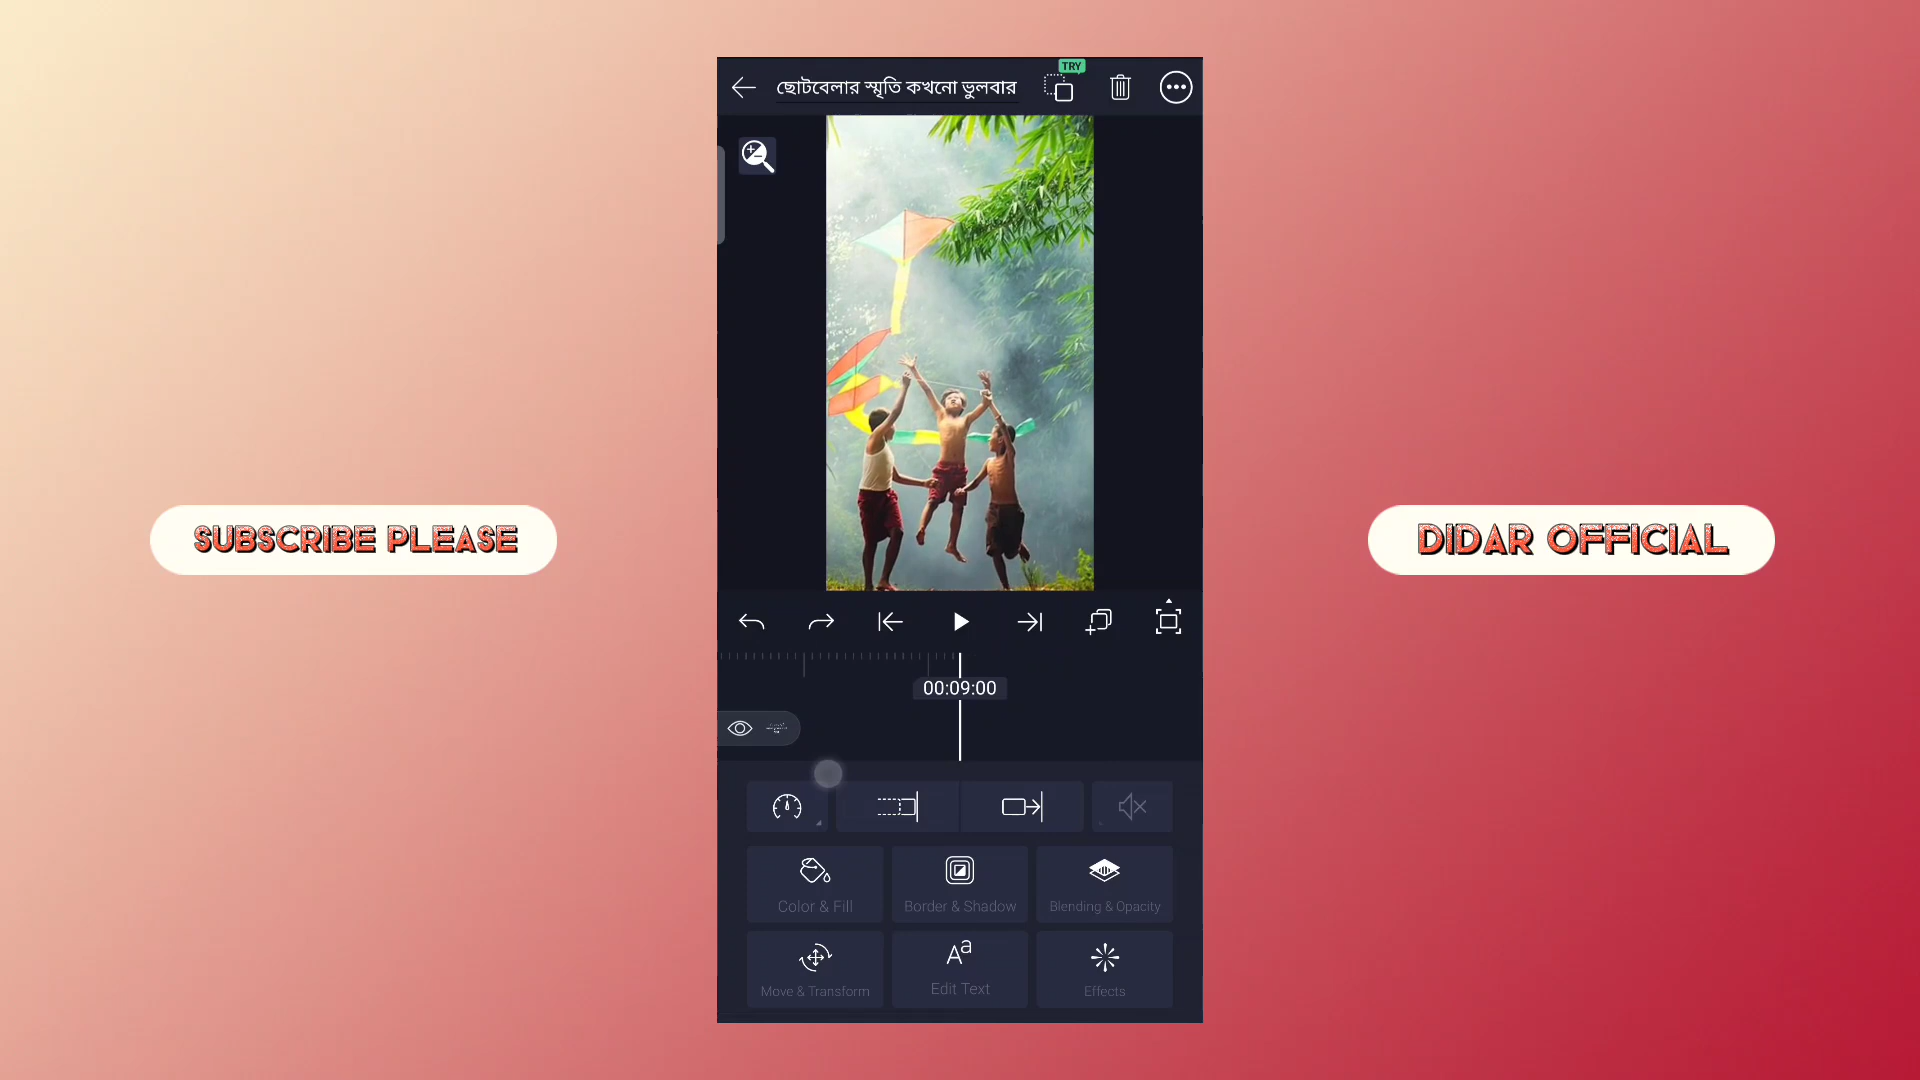 TRY
ছোটবেলার স্মৃতি কখনো ভুলবার
SUBSCRIBE PLEASE
DIDAR OFFICIAL
00:09:00
Color & Fill
Border & Shadow
Blending & Opacity
Move & Transform
Aa
Edit Text
Effects